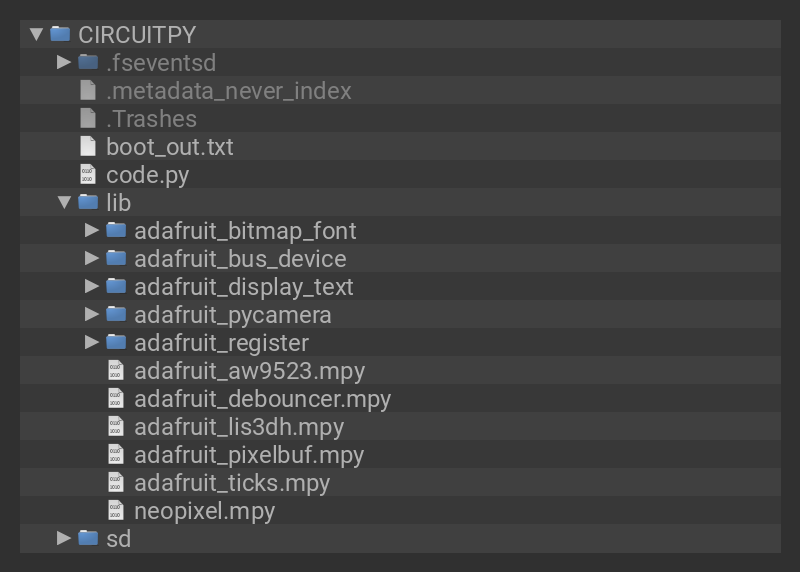 CIRCUITPY
.fseventsd
.metadata_never_index
.Trashes
boot_out.txt
code.py
lib
adafruit_bitmap_font
adafruit_bus_device
adafruit_display_text
adafruit_pycamera
adafruit_register
adafruit_aw9523.mpy
adafruit_debouncer.mpy
adafruit_lis3dh.mpy
adafruit_pixelbuf.mpy
adafruit_ticks.mpy
neopixel.mpy
sd